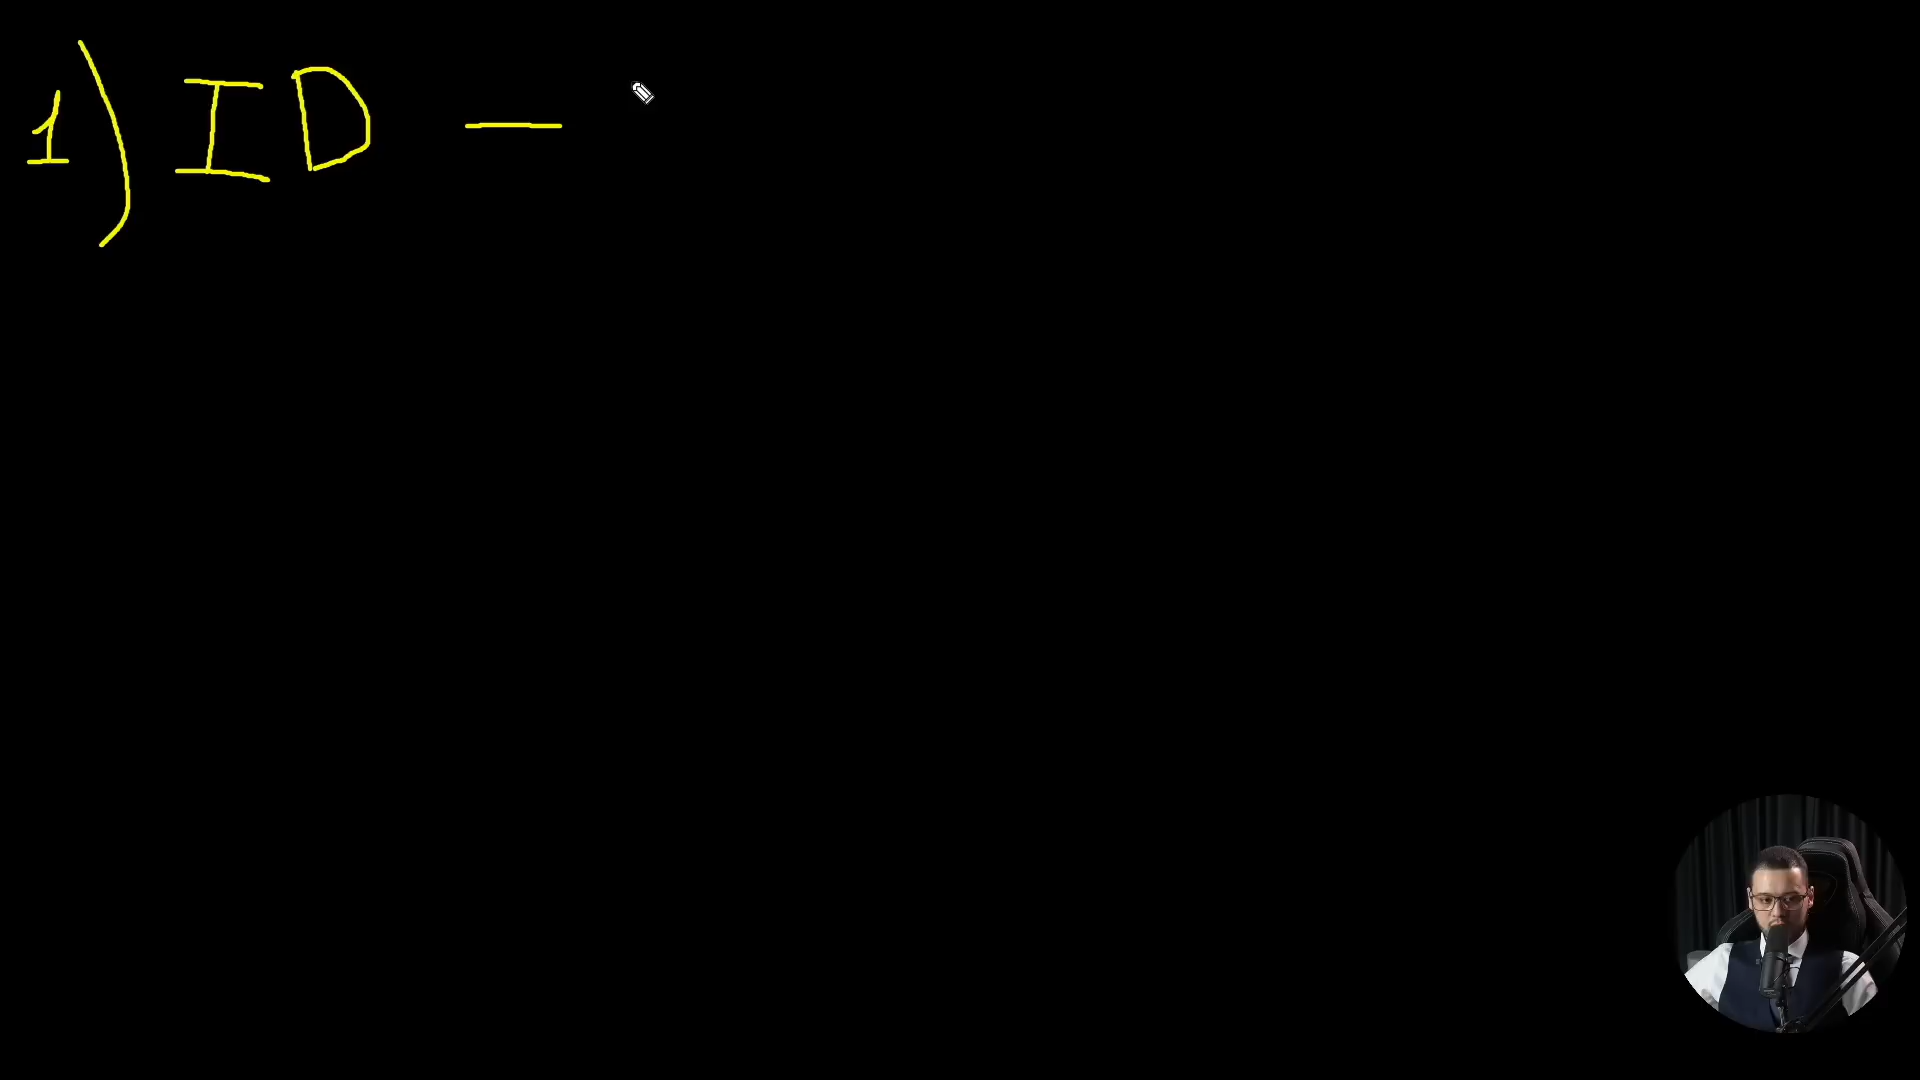 1) ID —